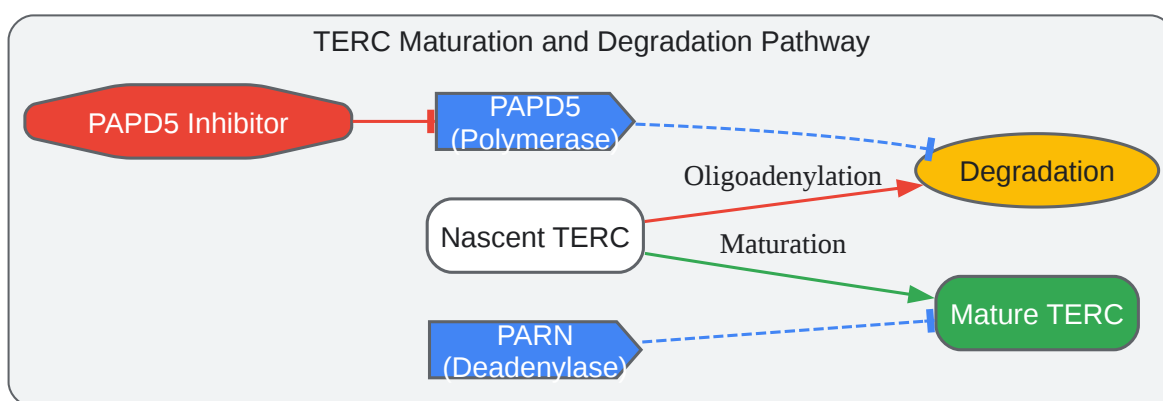 TERC Maturation and Degradation Pathway
PAPD5 Inhibitor
PAPD5
(Polymerase)
Oligoadenylation
Degradation
Nascent TERC
Maturation
Mature TERC
PARN
(Deadenylase)